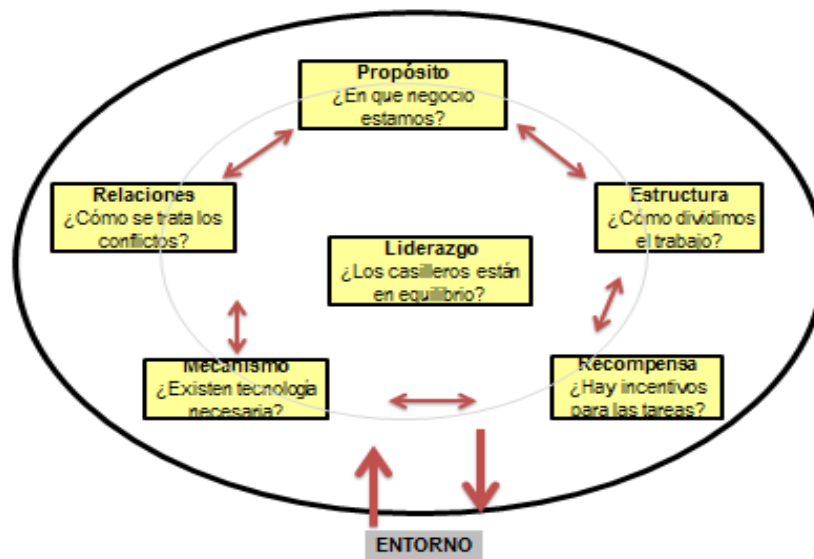 Propósito
¿En que negocio
estamos?
Relaciones
¿Cómo se trata los
conflictos?
Estructura
¿Cómo dividimos
el trabajo?
Liderazgo
¿Los casilleros están
en equilibrio?
Mecanismo
¿Existen tecnología
necesaria?
Recompensa
¿Hay incentivos
para las tareas?
ENTORNO